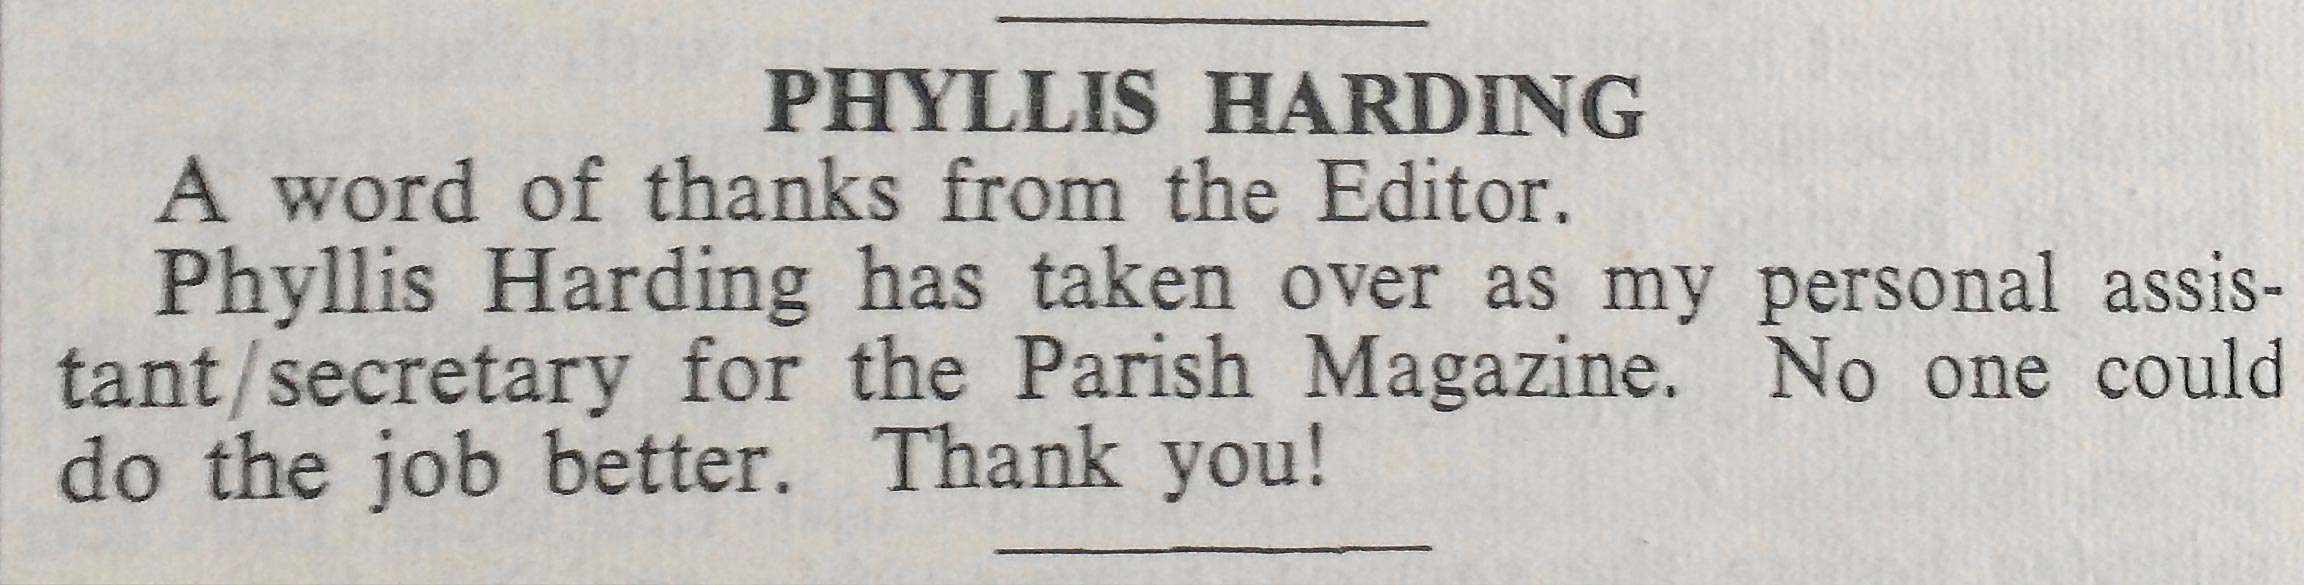 PHYLLIS HARDING
A word of thanks from the Editor.
Phyllis Harding has taken over as my personal assis-
tant/secretary for the Parish Magazine. No one could
do the job better. Thank you!